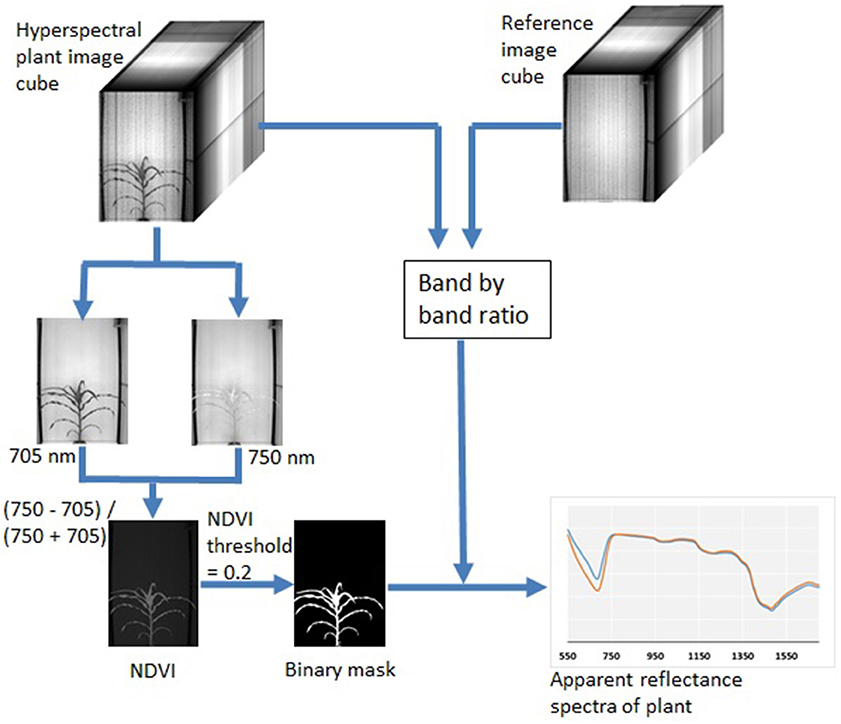 Hyperspectral
plant image
cube
Reference
image
cube
Band by
band ratio
705 nm
750 nm
(750 - 705) /
(750 + 705)
NDVI
threshold
= 0.2
NDVI
Binary mask
550 750 950 1150 1350 1550
Apparent reflectance
spectra of plant